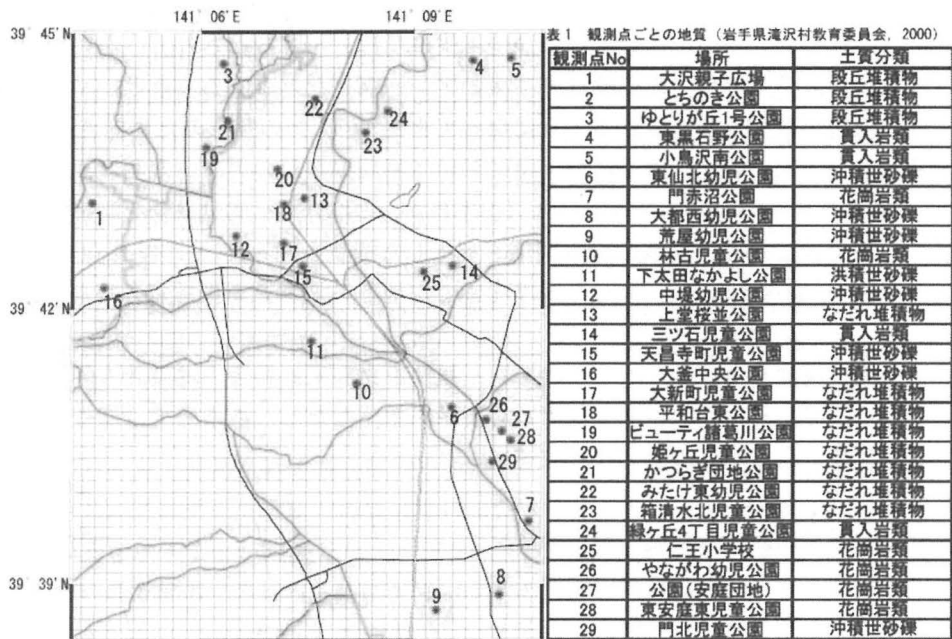 141° 06' E
141° 09' E
39° 45' N
39° 42' N
39° 39' N
3
4
5
22
24
21
23
19
20
13
1
18
12
17
15
25
14
16
11
10
6
26
27
28
29
7
8
9
表1 観測点ごとの地質（岩手県滝沢村教育委員会，2000）
観測点No 場所 土質分類
1 大沢親子広場 段丘堆積物
2 とちのき公園 段丘堆積物
3 ゆとりが丘1号公園 段丘堆積物
4 東黒石野公園 貫入岩類
5 小鳥沢南公園 貫入岩類
6 東仙北幼児公園 沖積世砂礫
7 門赤沼公園 花崗岩類
8 大都西幼児公園 沖積世砂礫
9 荒屋幼児公園 沖積世砂礫
10 林古児童公園 花崗岩類
11 下太田なかよし公園 洪積世砂礫
12 中堤幼児公園 沖積世砂礫
13 上堂桜並公園 なだれ堆積物
14 三ツ石児童公園 貫入岩類
15 天昌寺町児童公園 沖積世砂礫
16 大釜中央公園 沖積世砂礫
17 大新町児童公園 なだれ堆積物
18 平和台東公園 なだれ堆積物
19 ビューティ諸葛川公園 なだれ堆積物
20 姫ヶ丘児童公園 なだれ堆積物
21 かつらぎ団地公園 なだれ堆積物
22 みたけ東幼児公園 なだれ堆積物
23 箱清水北児童公園 なだれ堆積物
24 緑ヶ丘4丁目児童公園 貫入岩類
25 仁王小学校 花崗岩類
26 やながわ幼児公園 花崗岩類
27 公園(安庭団地) 花崗岩類
28 東安庭東児童公園 花崗岩類
29 門北児童公園 沖積世砂礫